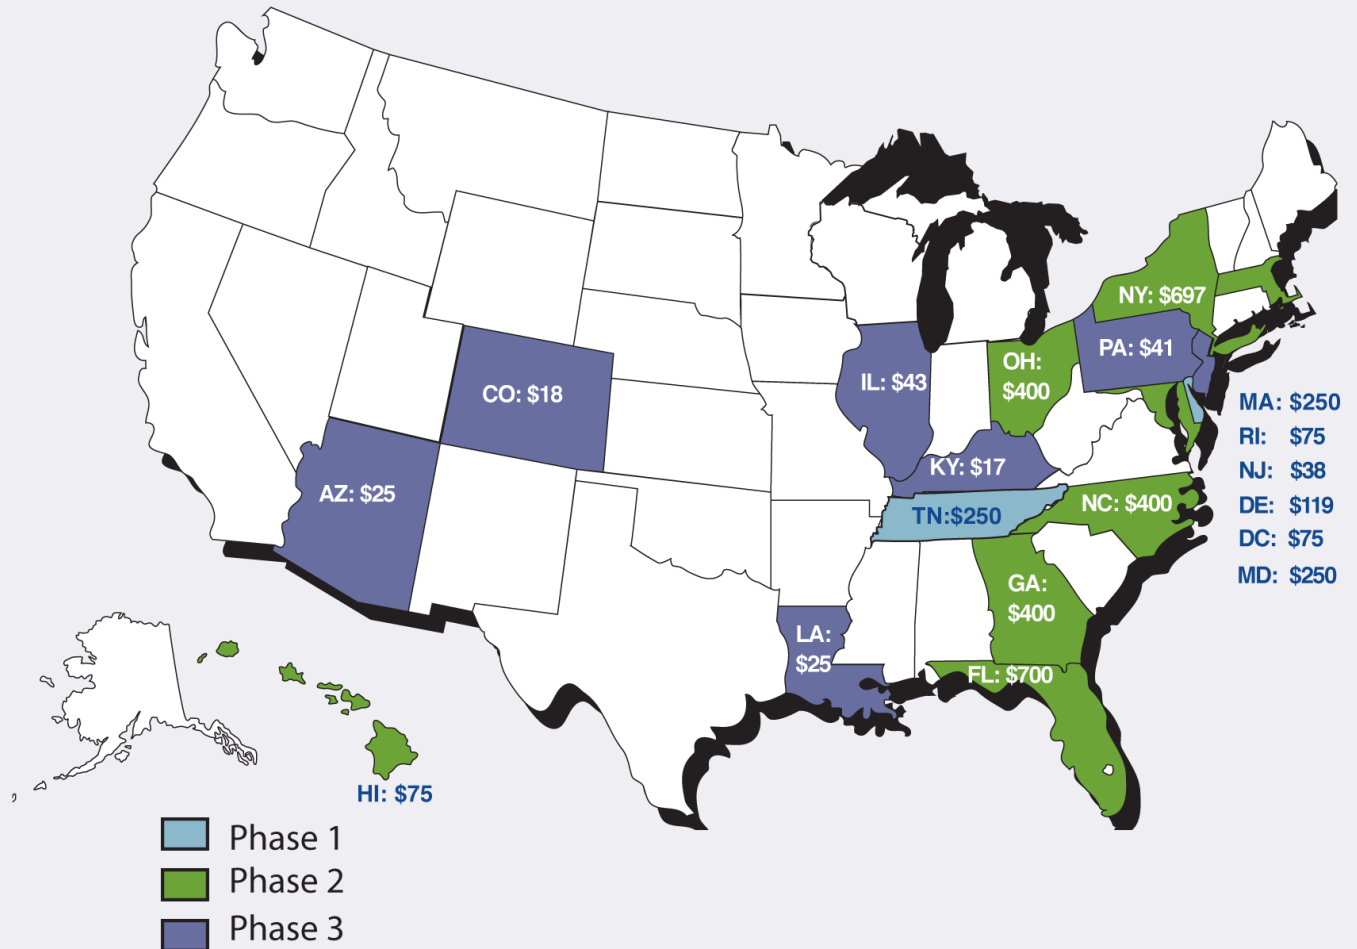 NY: $697
PA: $41
OH:
$400
IL: $43
CO: $18
MA: $250
RI: $75
NJ: $38
DE: $119
DC: $75
MD: $250
KY: $17
AZ: $25
NC: $400
TN:$250
GA:
$400
LA:
$25
FL: $700
HI: $75
Phase 1
Phase 2
Phase 3